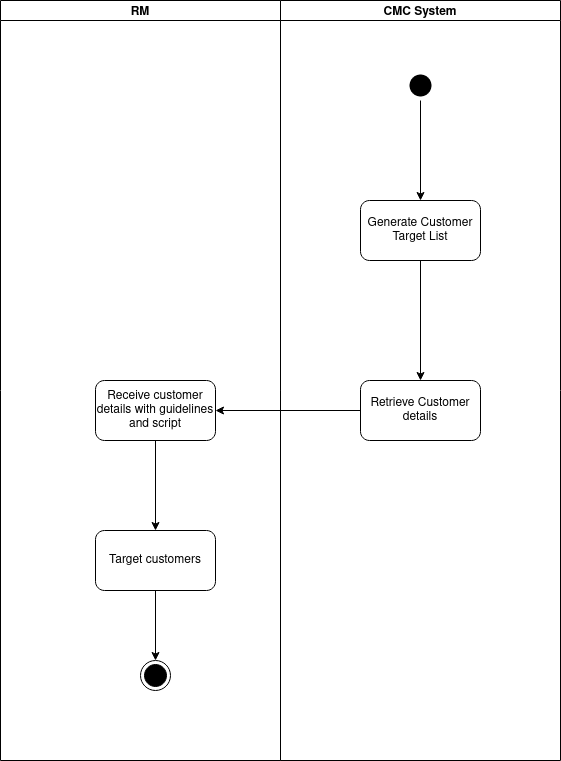 RM
CMC System
Generate Customer
Target List
Retrieve Customer
details
Receive customer
details with guidelines
and script
Target customers